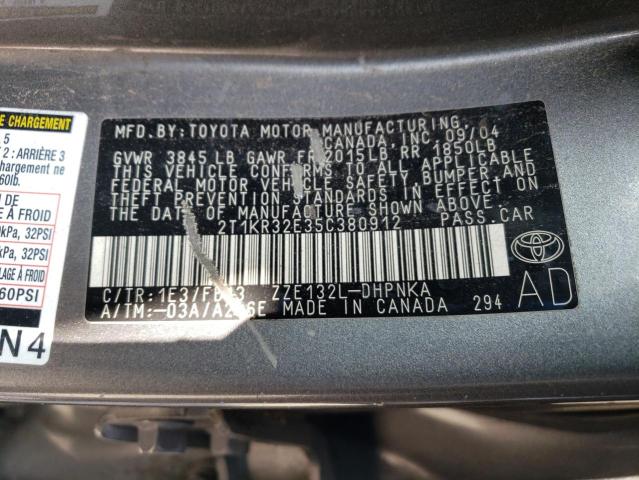 E CHARGEMENT
5
2 : ARRIÈRE 3
chargement ne
60lb.
N DE
À FROID
kPa, 32PSI
kPa, 32PSI
LAGE À FROID
60PSI
N4
MFD. BY: TOYOTA MOTOR MANUFACTURING
CANADA, INC. 09/04
GVWR 3845 LB GAWR FR 2015LB RR 1850LB
THIS VEHICLE CONFORMS TO ALL APPLICABLE
FEDERAL MOTOR VEHICLE SAFETY, BUMPER, AND
THEFT PREVENTION STANDARDS IN EFFECT ON
THE DATE OF MANUFACTURE SHOWN ABOVE.
2T1KR32E35C380912 PASS. CAR
C/TR: 1E3/FB13 ZZE132L-DHPNKA
A/TM: -03A/A246E MADE IN CANADA 294
AD